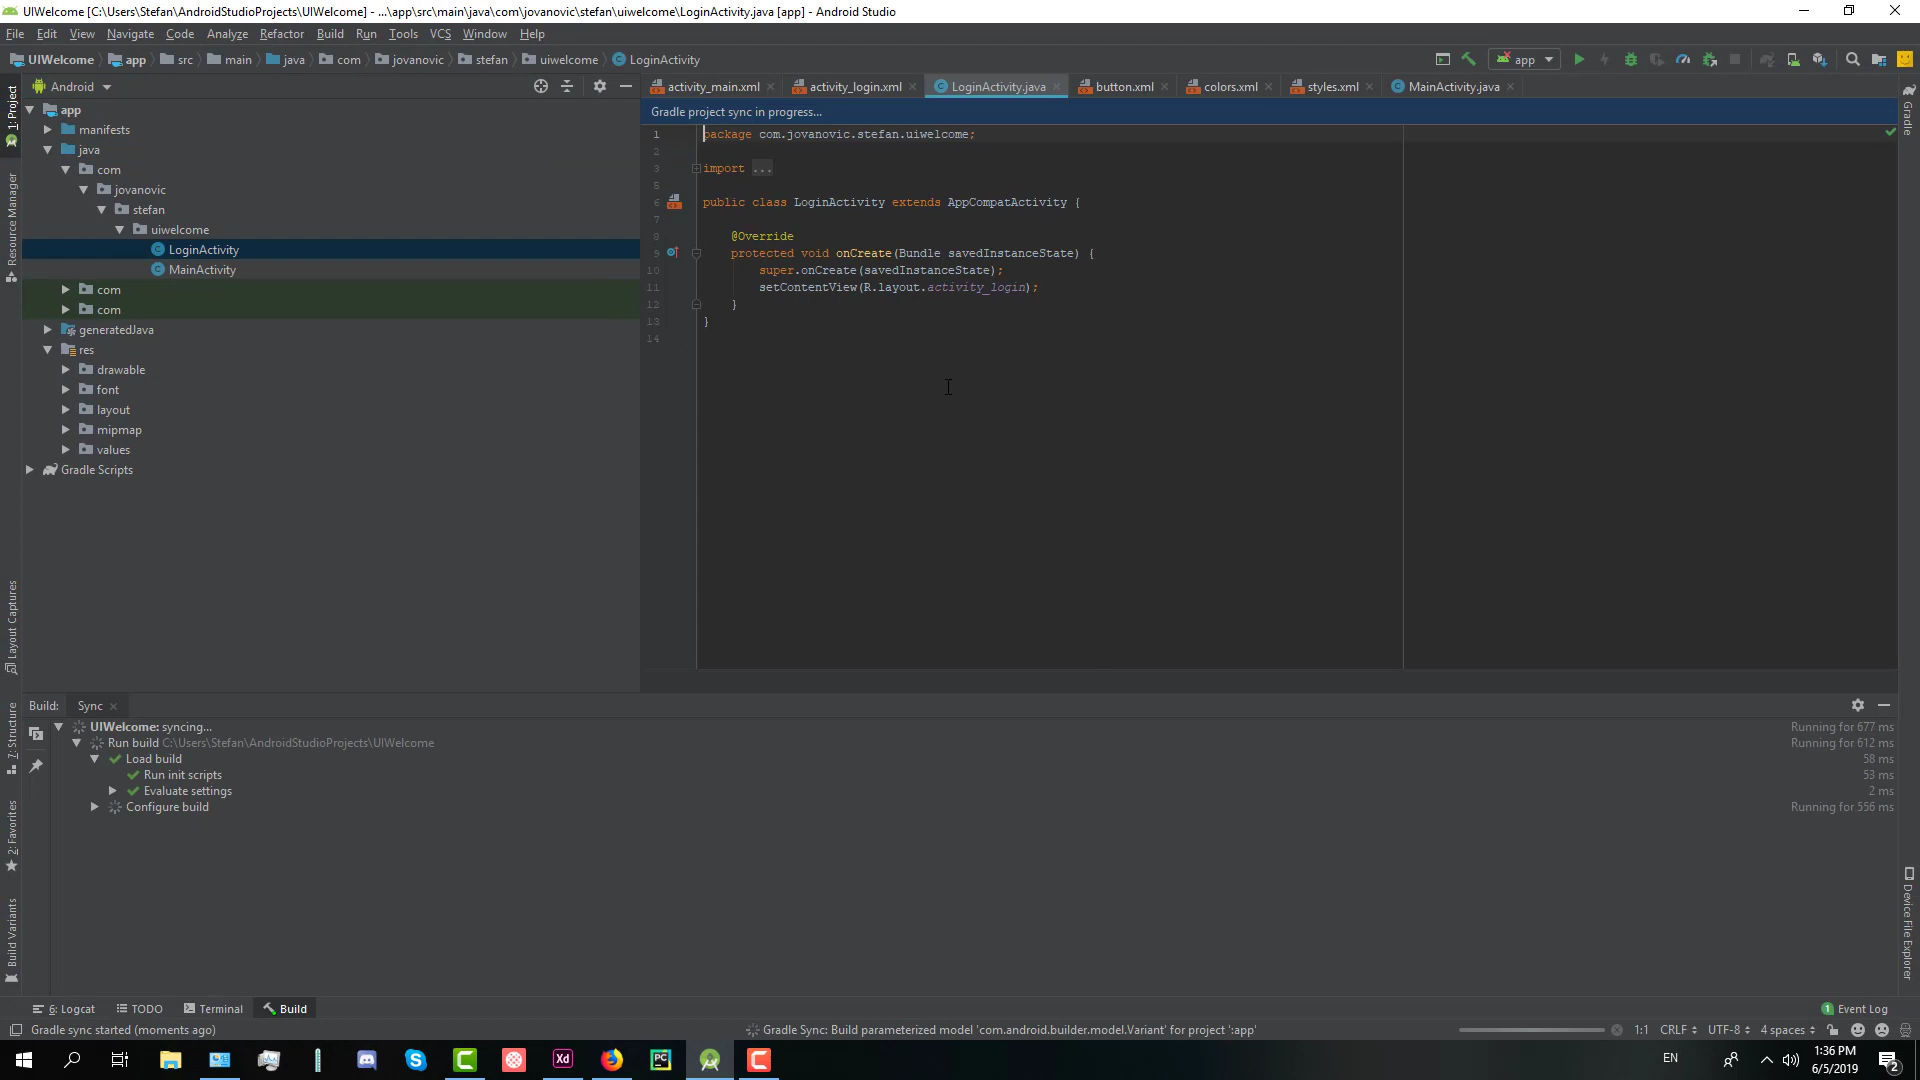 UIWelcome [C:\Users\Stefan\AndroidStudioProjects\UIWelcome] - ...\app\src\main\java\com\jovanovic\stefan\uiwelcome\LoginActivity.java [app] - Android Studio
File Edit View Navigate Code Analyze Refactor Build Run Tools VCS Window Help
UIWelcome app src main java com jovanovic stefan uiwelcome LoginActivity
app
Android
activity_main.xml activity_login.xml LoginActivity.java button.xml colors.xml styles.xml MainActivity.java
Gradle project sync in progress...
1: Project
Resource Manager
Layout Captures
7: Structure
2: Favorites
Build Variants
app
manifests
java
com
jovanovic
stefan
uiwelcome
LoginActivity
MainActivity
com
com
generatedJava
res
drawable
font
layout
mipmap
values
Gradle Scripts
1 package com.jovanovic.stefan.uiwelcome;
2
3 import ...
5
6 public class LoginActivity extends AppCompatActivity {
7
8 @Override
9 protected void onCreate(Bundle savedInstanceState) {
10 super.onCreate(savedInstanceState);
11 setContentView(R.layout.activity_login);
12 }
13 }
14
Gradle
Device File Explorer
Build: Sync
UIWelcome: syncing... Running for 677 ms
Run build C:\Users\Stefan\AndroidStudioProjects\UIWelcome Running for 612 ms
Load build 58 ms
Run init scripts 53 ms
Evaluate settings 2 ms
Configure build Running for 556 ms
6: Logcat TODO Terminal Build Event Log
Gradle sync started (moments ago) Gradle Sync: Build parameterized model 'com.android.builder.model.Variant' for project ':app' 1:1 CRLF UTF-8 4 spaces
Xd PC EN 1:36 PM
6/5/2019 2